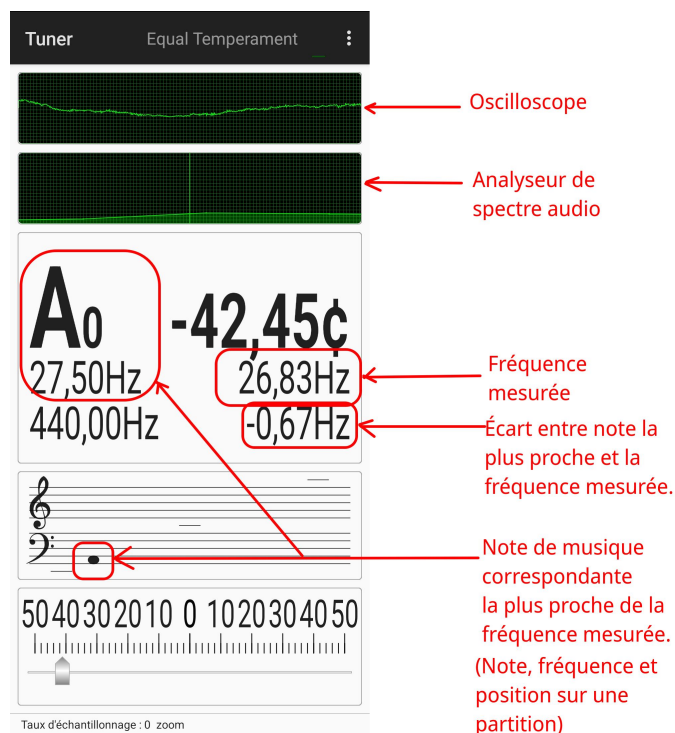 Tuner Equal Temperament
Oscilloscope
Analyseur de
spectre audio
A0 -42,45¢
27,50Hz 26,83Hz
440,00Hz -0,67Hz
Fréquence
mesurée
Écart entre note la
plus proche et la
fréquence mesurée.
Note de musique
correspondante
la plus proche de la
fréquence mesurée.
(Note, fréquence et
position sur une
partition)
50 40 30 20 10 0 10 20 30 40 50
Taux d'échantillonnage : 0 zoom